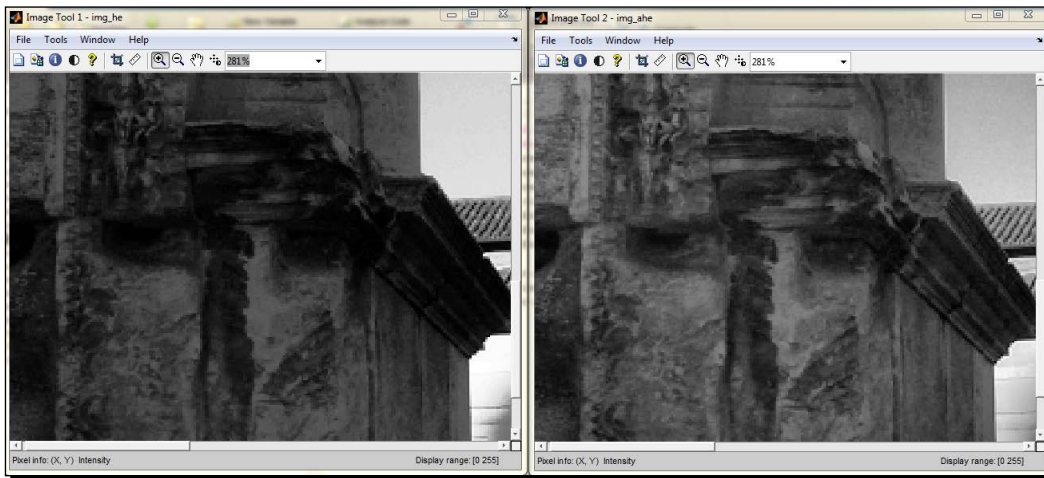 Image Tool 1 - img_he
File Tools Window Help
281%
Pixel info: (X, Y) Intensity
Display range: [0 255]
Image Tool 2 - img_ahe
File Tools Window Help
281%
Pixel info: (X, Y) Intensity
Display range: [0 255]